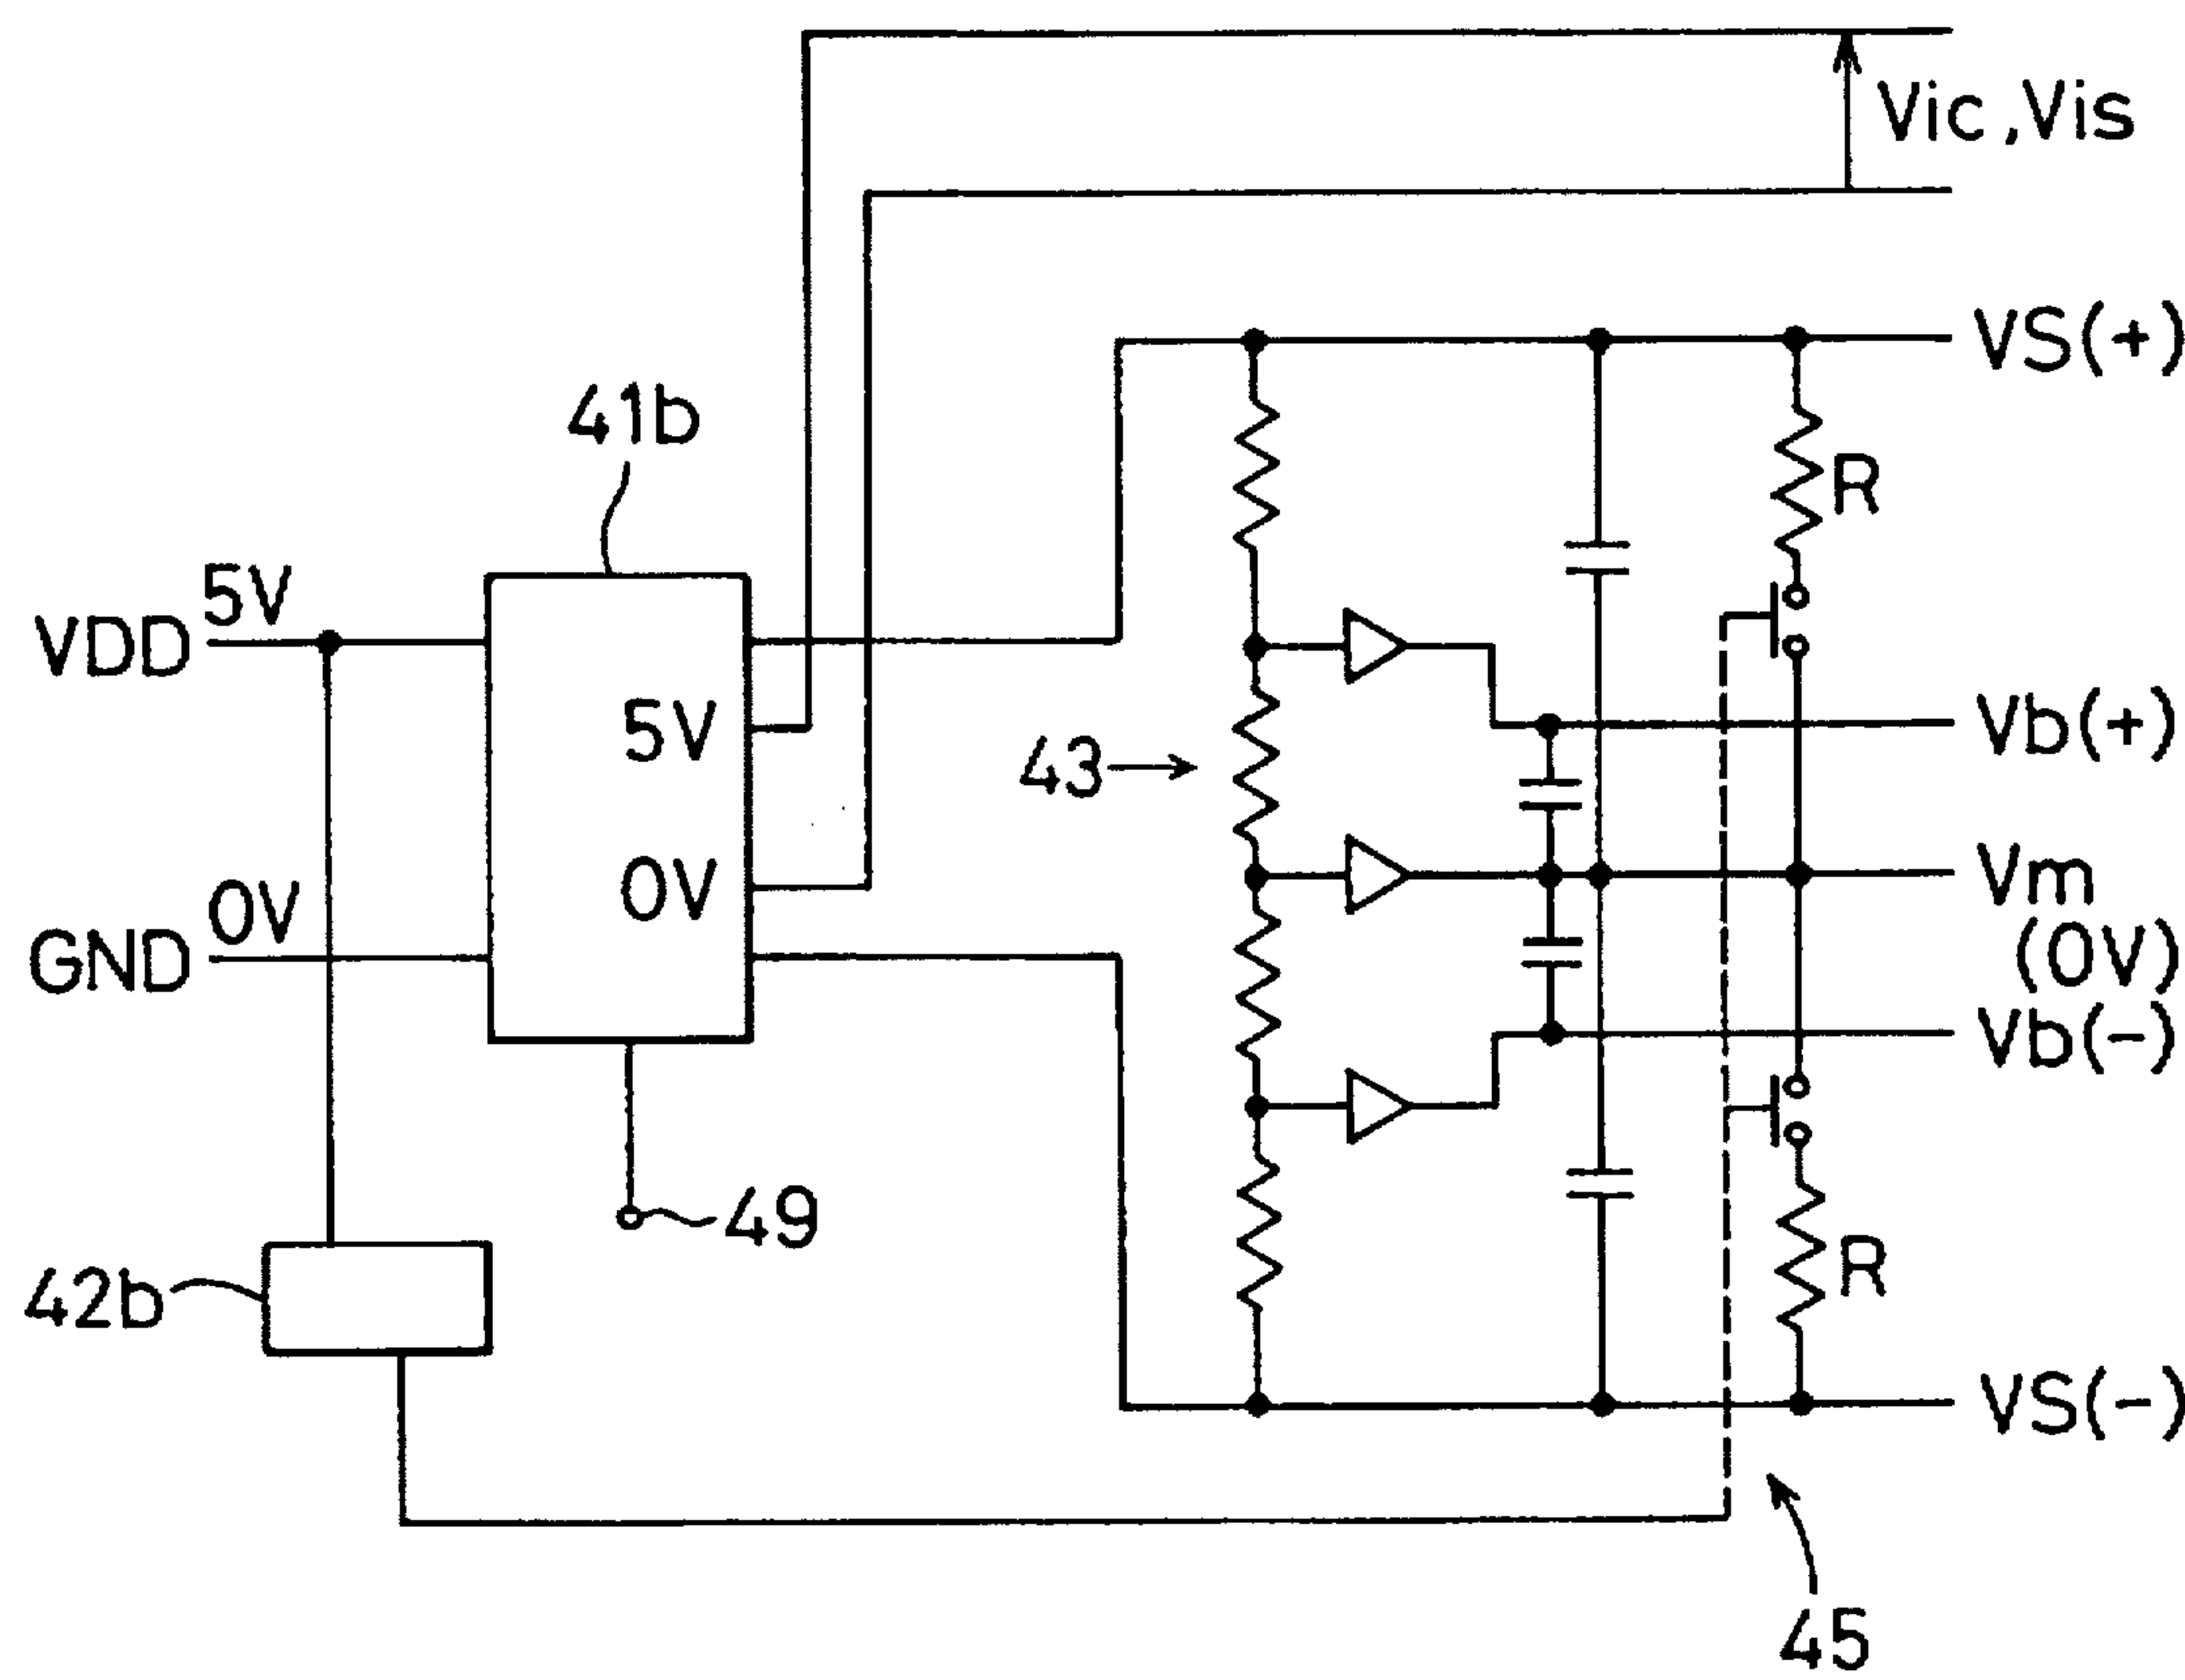 Vic,Vis
VS(+)
41b
R
5V
VDD
5V
Vb(+)
43
Vm
0V
0V
(0V)
GND
Vb(-)
49
R
42b
VS(-)
45